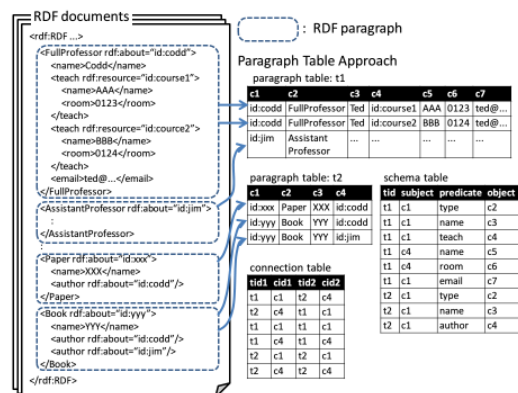 RDF documents
<rdf:RDF ...>
<FullProfessor rdf:about="id:codd">
<name>Codd</name>
<teach rdf:resource="id:course1">
<name>AAA</name>
<room>0123</room>
</teach>
<teach rdf:resource="id:cource2">
<name>BBB</name>
<room>0124</room>
</teach>
<email>ted@...</email>
</FullProfessor>
<AssistantProfessor rdf:about="id:jim">
:
</AssistantProfessor>
<Paper rdf:about="id:xxx">
<name>XXX</name>
<author rdf:about="id:codd"/>
</Paper>
<Book rdf:about="id:yyy">
<name>YYY</name>
<author rdf:about="id:codd"/>
<author rdf:about="id:jim"/>
</Book>
</rdf:RDF>
: RDF paragraph
Paragraph Table Approach
paragraph table: t1
c1 c2 c3 c4 c5 c6 c7
id:codd FullProfessor Ted id:course1 AAA 0123 ted@...
id:codd FullProfessor Ted id:course2 BBB 0124 ted@...
id:jim Assistant Professor ... ... ... ... ...
paragraph table: t2
c1 c2 c3 c4
id:xxx Paper XXX id:codd
id:yyy Book YYY id:codd
id:yyy Book YYY id:jim
connection table
tid1 cid1 tid2 cid2
t1 c1 t2 c4
t1 c4 t2 c4
t1 c1 t1 c1
t1 c4 t1 c4
t2 c1 t2 c1
t2 c4 t2 c4
schema table
tid subject predicate object
t1 c1 type c2
t1 c1 name c3
t1 c1 teach c4
t1 c4 name c5
t1 c4 room c6
t1 c1 email c7
t2 c1 type c2
t2 c1 name c3
t2 c1 author c4